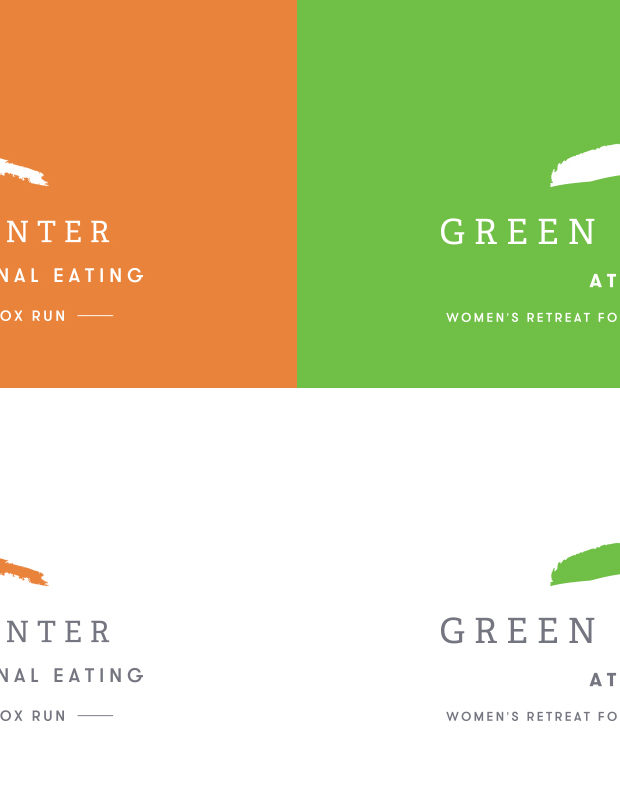 NTER
NAL EATING
OX RUN
GREEN
AT
WOMEN'S RETREAT FO
NTER
NAL EATING
OX RUN
GREEN
AT
WOMEN'S RETREAT FO